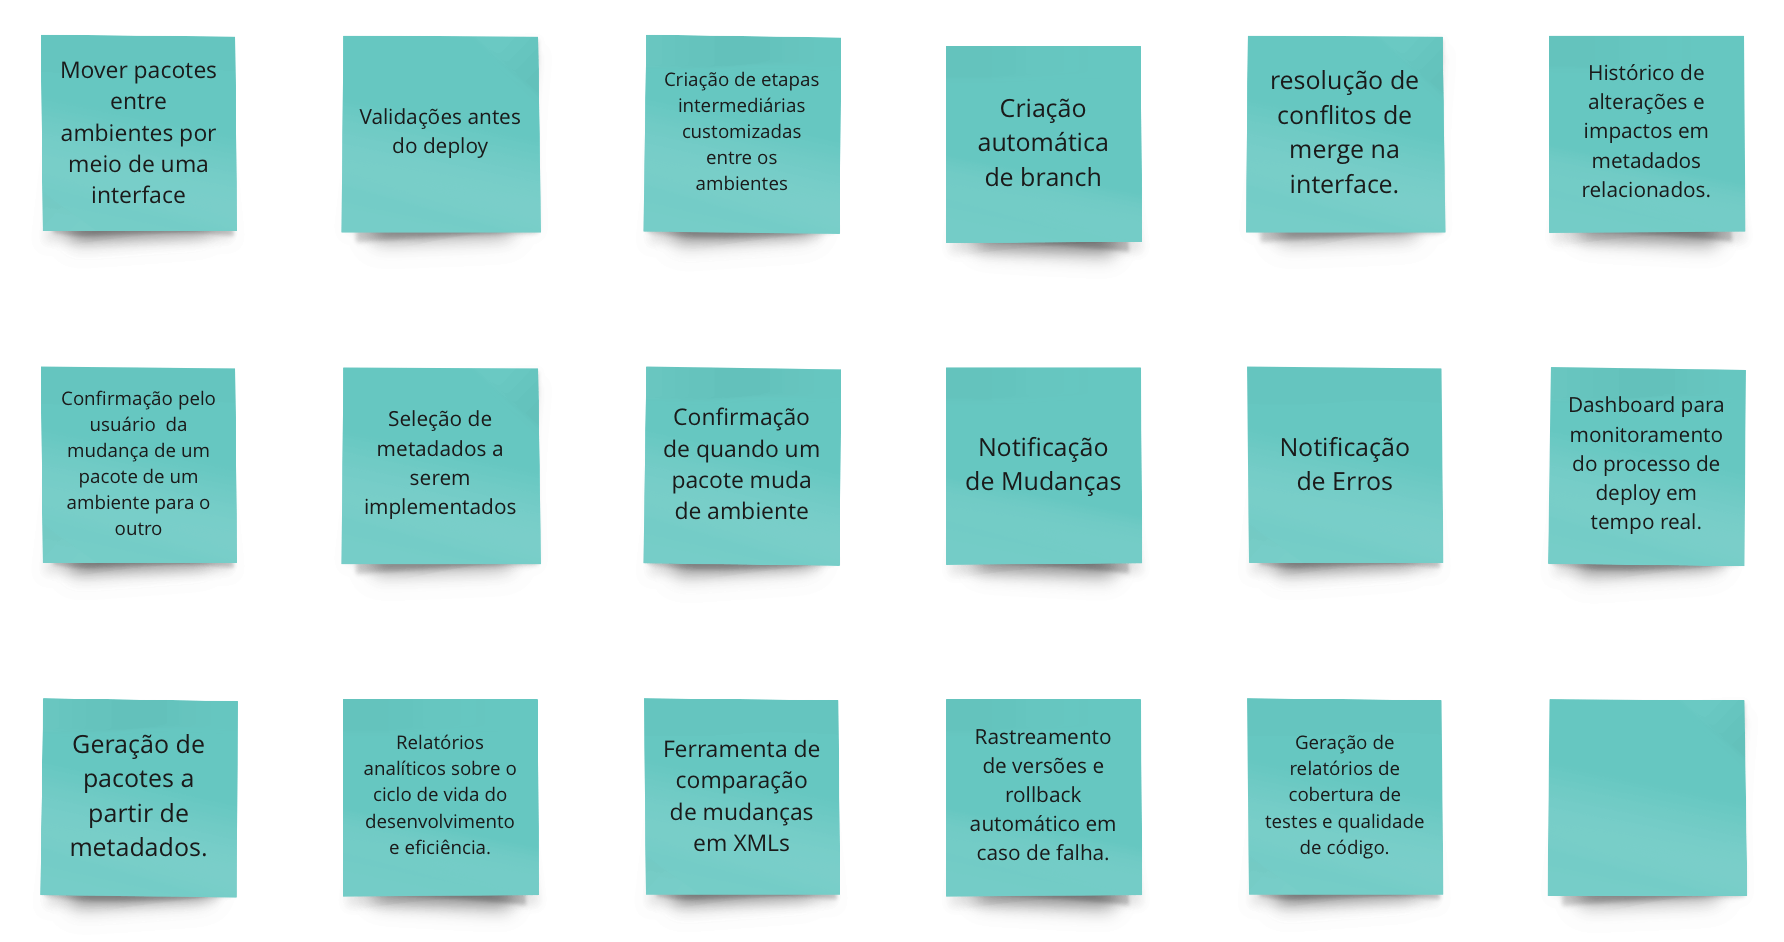 Mover pacotes
entre
ambientes por
meio de uma
interface
Validações antes
do deploy
Criação de etapas
intermediárias
customizadas
entre os
ambientes
Criação
automática
de branch
resolução de
conflitos de
merge na
interface.
Histórico de
alterações e
impactos em
metadados
relacionados.
Confirmação pelo
usuário  da
mudança de um
pacote de um
ambiente para o
outro
Seleção de
metadados a
serem
implementados
Confirmação
de quando um
pacote muda
de ambiente
Notificação
de Mudanças
Notificação
de Erros
Dashboard para
monitoramento
do processo de
deploy em
tempo real.
Geração de
pacotes a
partir de
metadados.
Relatórios
analíticos sobre o
ciclo de vida do
desenvolvimento
e eficiência.
Ferramenta de
comparação
de mudanças
em XMLs
Rastreamento
de versões e
rollback
automático em
caso de falha.
Geração de
relatórios de
cobertura de
testes e qualidade
de código.